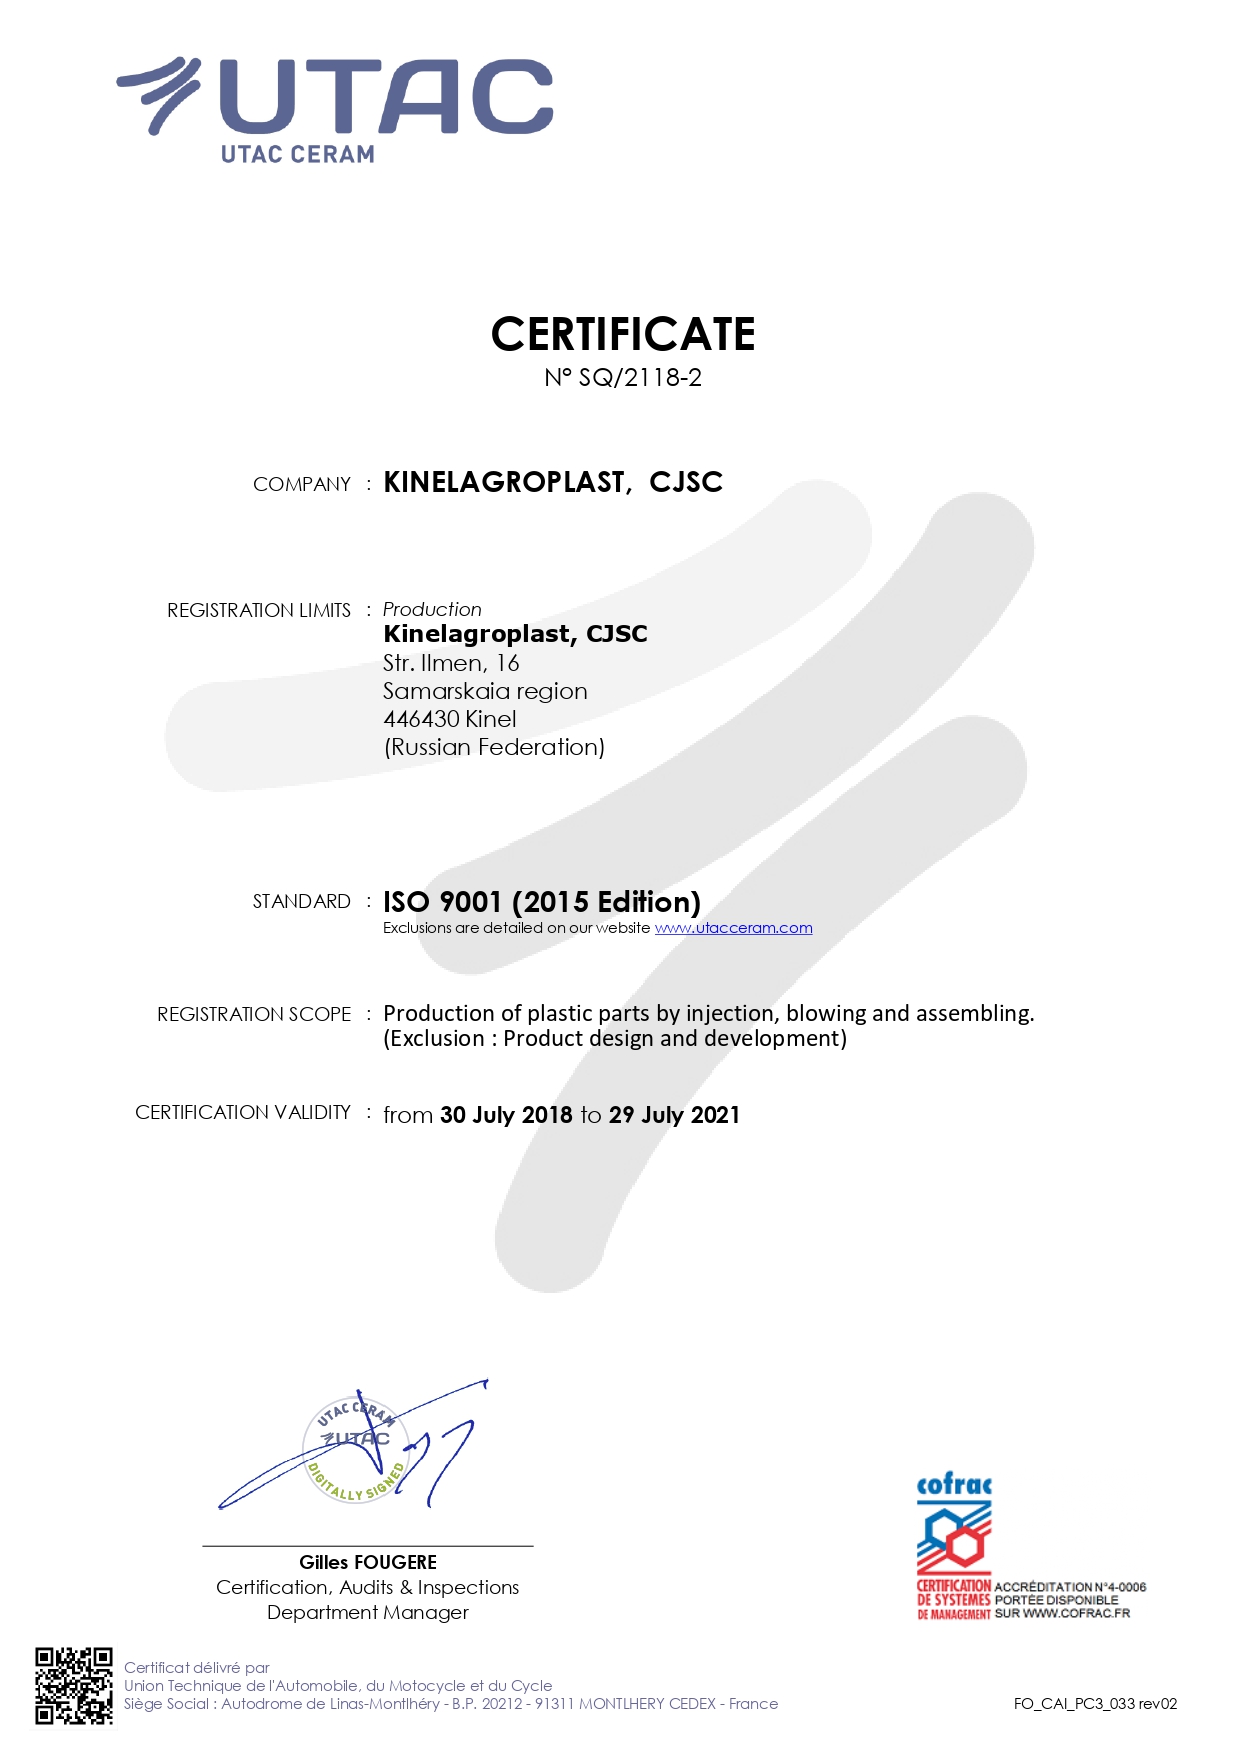 UTAC
UTAC CERAM
CERTIFICATE
N° SQ/2118-2
COMPANY : KINELAGROPLAST, CJSC
REGISTRATION LIMITS : Production
Kinelagroplast, CJSC
Str. Ilmen, 16
Samarskaia region
446430 Kinel
(Russian Federation)
STANDARD : ISO 9001 (2015 Edition)
Exclusions are detailed on our website www.utacceram.com
REGISTRATION SCOPE : Production of plastic parts by injection, blowing and assembling.
(Exclusion : Product design and development)
CERTIFICATION VALIDITY : from 30 July 2018 to 29 July 2021
UTAC CERAM
UTAC
DIGITALLY SIGNED
Gilles FOUGERE
Certification, Audits & Inspections
Department Manager
cofrac
CERTIFICATION
DE SYSTEMES
DE MANAGEMENT
ACCRÉDITATION N°4-0006
PORTÉE DISPONIBLE
SUR WWW.COFRAC.FR
Certificat délivré par
Union Technique de l'Automobile, du Motocycle et du Cycle
Siège Social : Autodrome de Linas-Montlhéry - B.P. 20212 - 91311 MONTLHERY CEDEX - France
FO_CAI_PC3_033 rev02